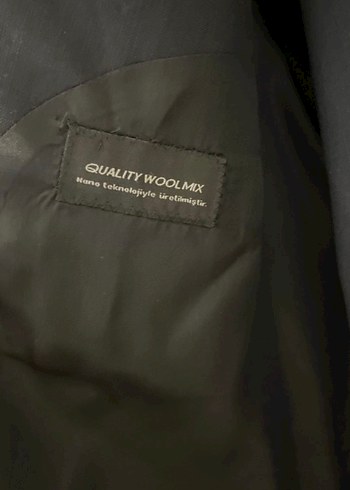 QUALITY WOOLMIX
Nano teknolojiyle üretilmiştir.